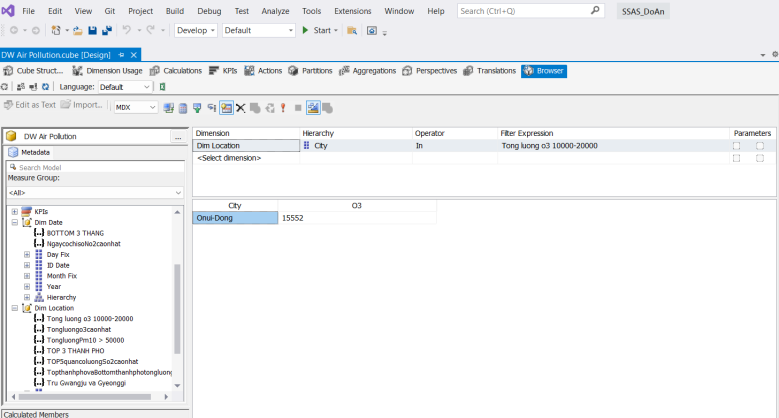 File Edit View Git Project Build Debug Test Analyze Tools Extensions Window Help Search (Ctrl+Q) SSAS_DoAn
Develop Default Start
DW Air Pollution.cube [Design]
Cube Struct... Dimension Usage Calculations KPIs Actions Partitions Aggregations Perspectives Translations Browser
Language: Default
Edit as Text Import... MDX
DW Air Pollution ...
Metadata
Search Model
Measure Group:
<All>
KPIs
Dim Date
BOTTOM 3 THANG
NgaycochisoNo2caonhat
Day Fix
ID Date
Month Fix
Year
Hierarchy
Dim Location
Tong luong o3 10000-20000
Tongluongo3caonhat
TongluongPm10 > 50000
TOP 3 THANH PHO
TOP5quancoluongSo2caonhat
TopthanhphovaBottomthanhphotongluong
Tru Gwangju va Gyeonggi
Calculated Members
Dimension Hierarchy Operator Filter Expression Parameters
Dim Location City In Tong luong o3 10000-20000
<Select dimension>
City O3
Onui-Dong 15552